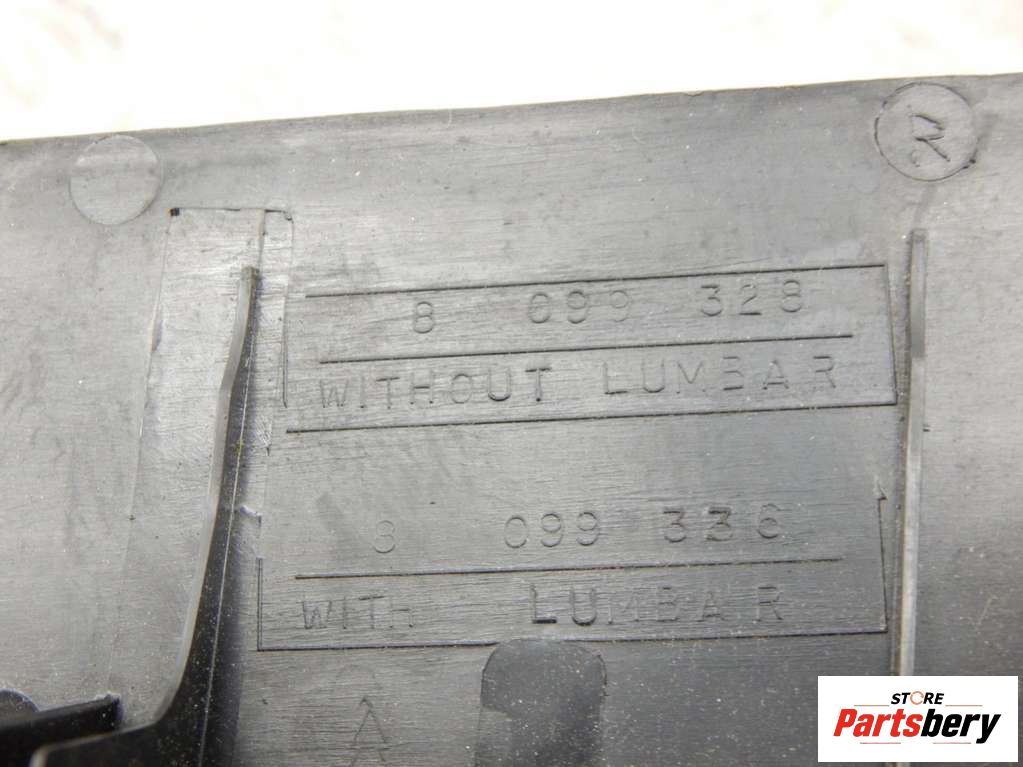 R
8 099 328
WITHOUT LUMBAR
8 099 336
WITH LUMBAR
STORE
Partsbery